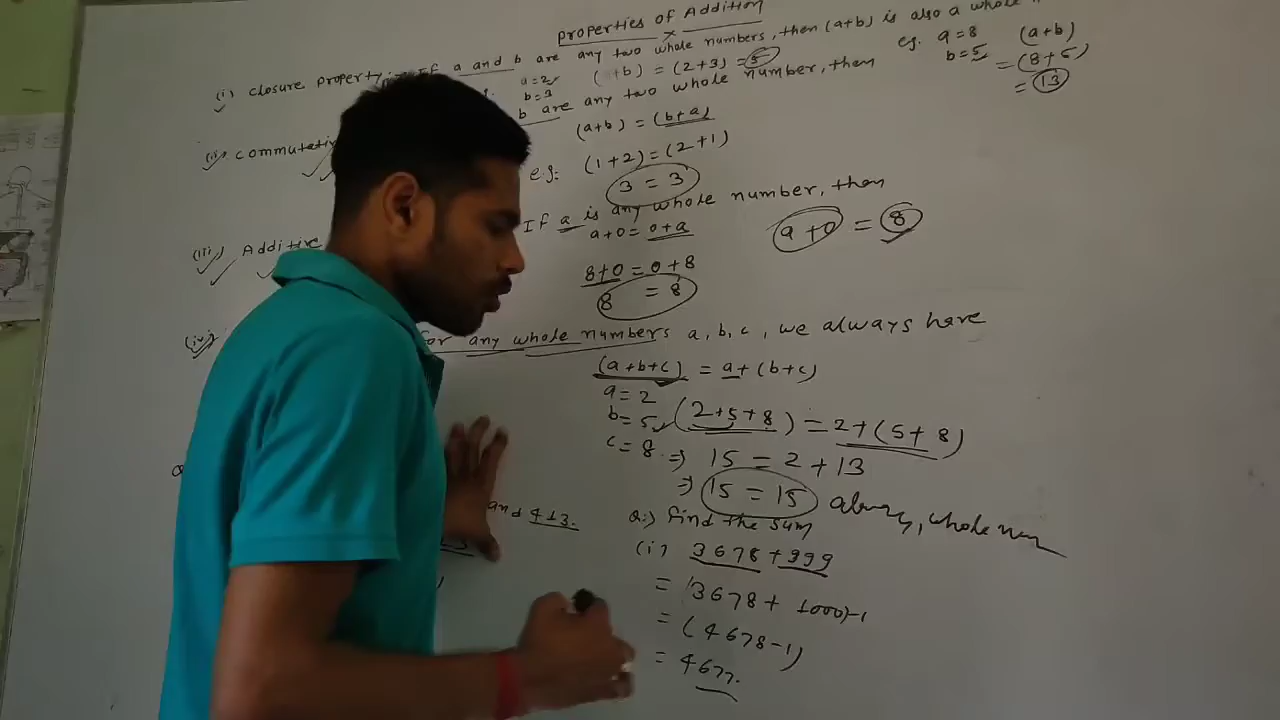 properties of Addition
(i) closure property:- If a and b are any two whole numbers, then (a+b) is also a whole
a=2 (+b) = (2+3) = 5
b=3
eg. a=8 (a+b)
b=5 = (8+5)
= 13
(ii) commutativ b are any two whole number, then
(a+b) = (b+a)
e.g:- (1+2) = (2+1)
3 = 3
(iii) Additive If a is any whole number, then
a+0 = 0+a
a+0 = 8
8+0 = 0+8
8 = 8
(iv) for any whole numbers a, b, c, we always have
(a+b+c) = a+(b+c)
a=2
b=5 (2+5+8) = 2+(5+8)
c=8. => 15 = 2+13
=> 15 = 15
and 413.
Q:) find the sum
(i) 3678+999
= 3678+1000-1
= (4678-1)
= 4677.